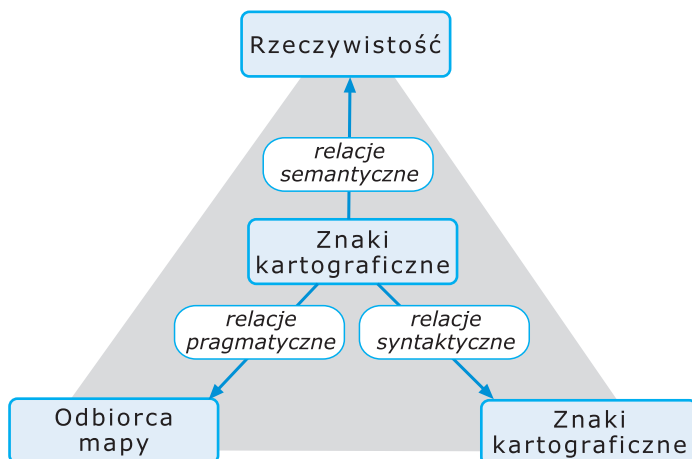 Rzeczywistość
relacje
semantyczne
Znaki
kartograficzne
relacje
pragmatyczne
relacje
syntaktyczne
Odbiorca
mapy
Znaki
kartograficzne